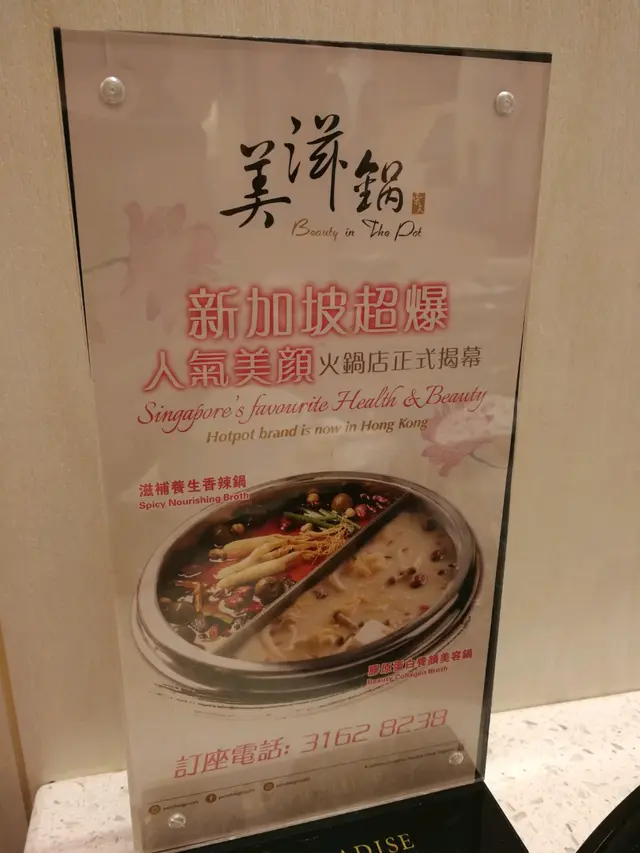 美滋鍋
Beauty in The Pot
新加坡超爆
人氣美顏火鍋店正式揭幕
Singapore's favourite Health & Beauty
Hotpot brand is now in Hong Kong
滋補養生香辣鍋
Spicy Nourishing Broth
膠原蛋白養顏美容鍋
Beauty Collagen Broth
訂座電話: 3162 8238